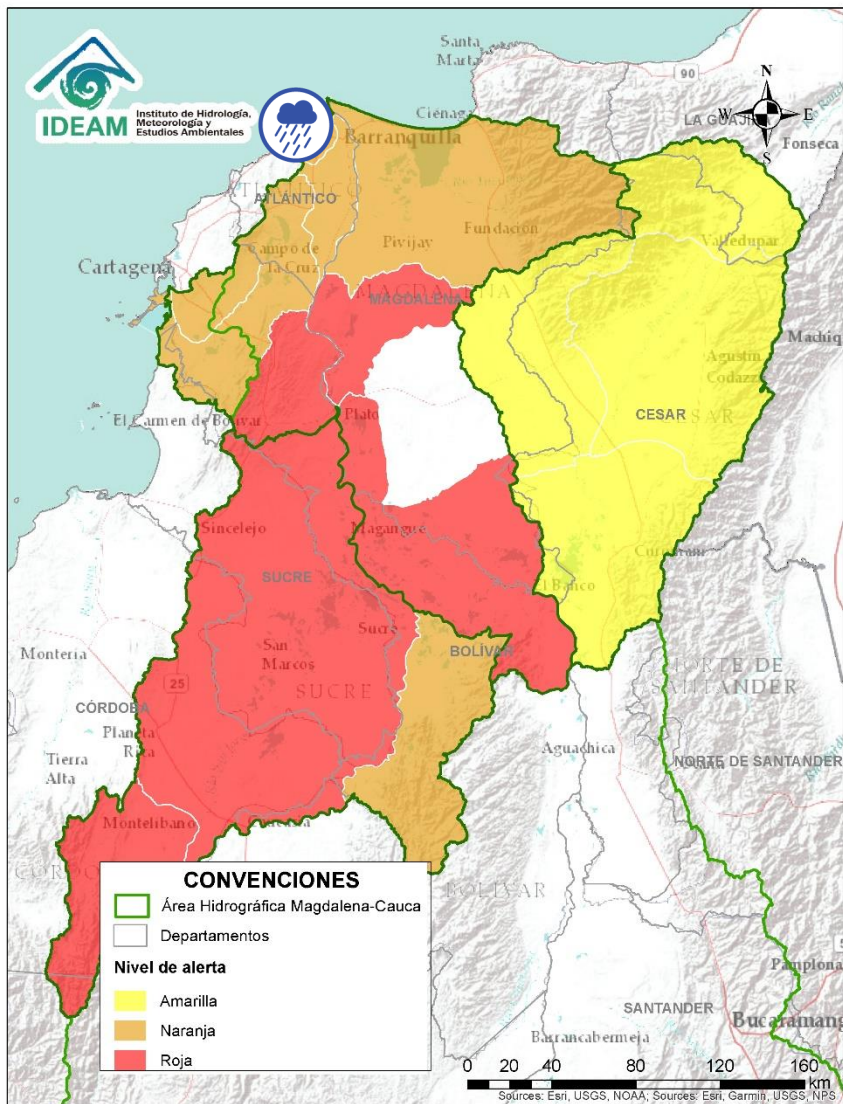 IDEAM
Instituto de Hidrología,
Meteorología y
Estudios Ambientales
Santa
Marta
90
N
W
E
S
LA GUAJIRA
Fonseca
Ciénaga
Barranquilla
ATLÁNTICO
Valledupar
Campo de
la Cruz
Pivijay
Fundación
Cartagena
MAGDALENA
Agustín
Codazzi
CESAR
El Carmen de Bolívar
Plato
Sincelejo
Magangué
SUCRE
El Banco
Sucre
San
Marcos
BOLÍVAR
Montería
25
SUCRE
NORTE DE
SANTANDER
CÓRDOBA
Planeta
Rica
Tierra
Alta
Aguachica
NORTE DE SANTANDER
Montelíbano
BOLÍVAR
CONVENCIONES
Área Hidrográfica Magdalena-Cauca
Departamentos
Nivel de alerta
Amarilla
Naranja
Roja
Pamplona
SANTANDER
Bucaramang
Barrancabermeja
0 20 40 80 120 160
km
Sources: Esri, USGS, NOAA; Sources: Esri, Garmin, USGS, NPS